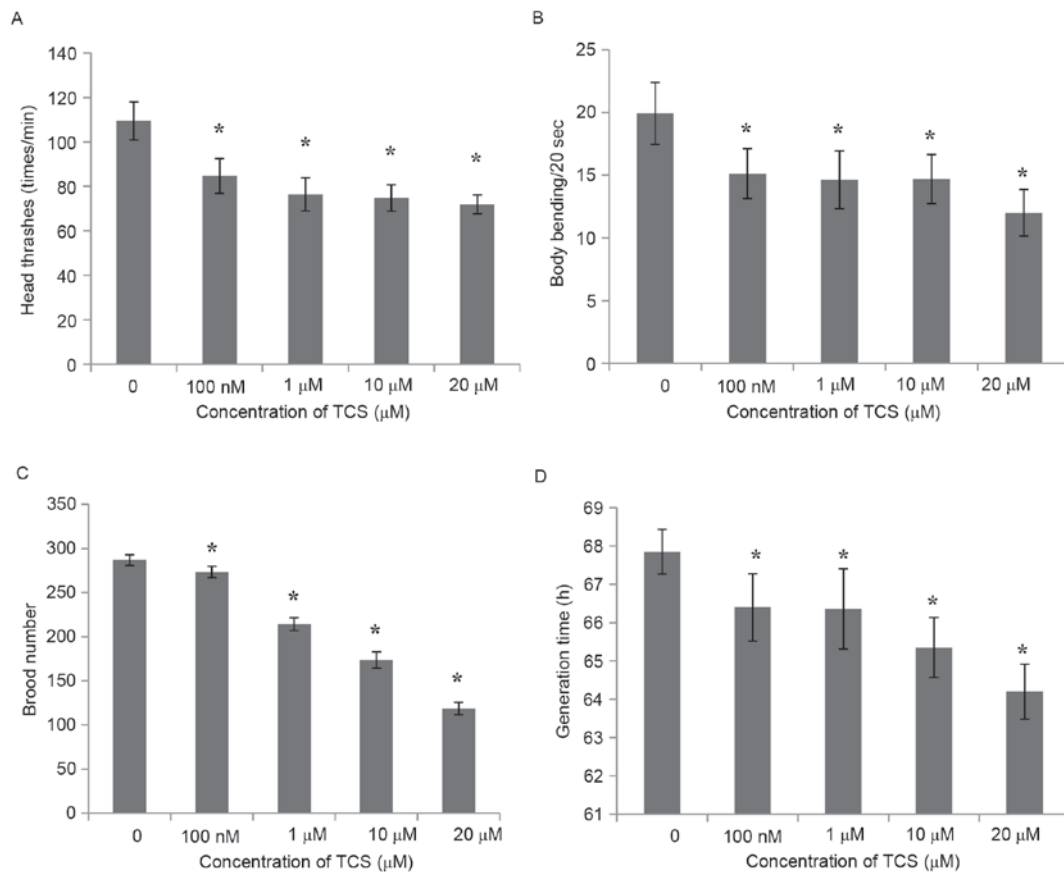 A
Head thrashes (times/min)
140
120
100
80
60
40
20
0
* * * *
0 100 nM 1 μM 10 μM 20 μM
Concentration of TCS (μM)
B
Body bending/20 sec
25
20
15
10
5
0
* * * *
0 100 nM 1 μM 10 μM 20 μM
Concentration of TCS (μM)
C
Brood number
350
300
250
200
150
100
50
0
* * * *
0 100 nM 1 μM 10 μM 20 μM
Concentration of TCS (μM)
D
Generation time (h)
69
68
67
66
65
64
63
62
61
* * * *
0 100 nM 1 μM 10 μM 20 μM
Concentration of TCS (μM)